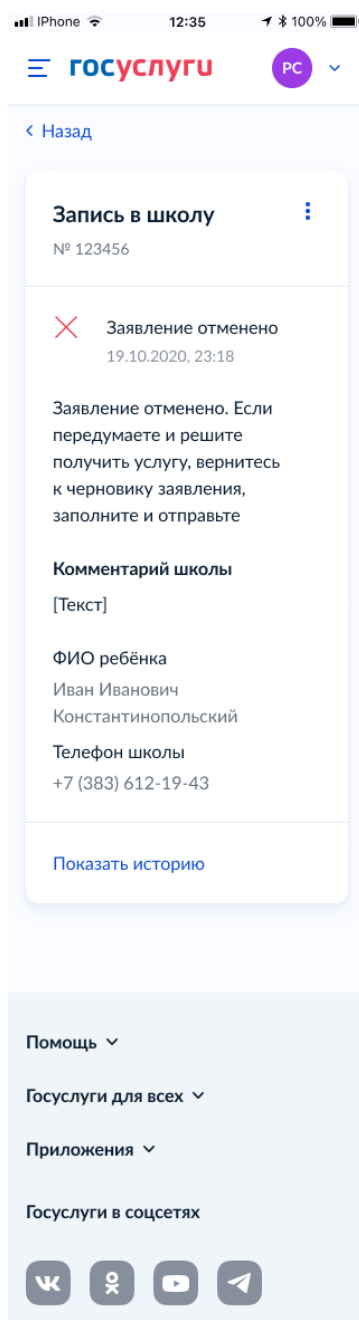 iPhone 12:35 100%
госуслуги РС
Назад
Запись в школу
№ 123456
Заявление отменено
19.10.2020, 23:18
Заявление отменено. Если
передумаете и решите
получить услугу, вернитесь
к черновику заявления,
заполните и отправьте
Комментарий школы
[Текст]
ФИО ребёнка
Иван Иванович
Константинопольский
Телефон школы
+7 (383) 612-19-43
Показать историю
Помощь
Госуслуги для всех
Приложения
Госуслуги в соцсетях